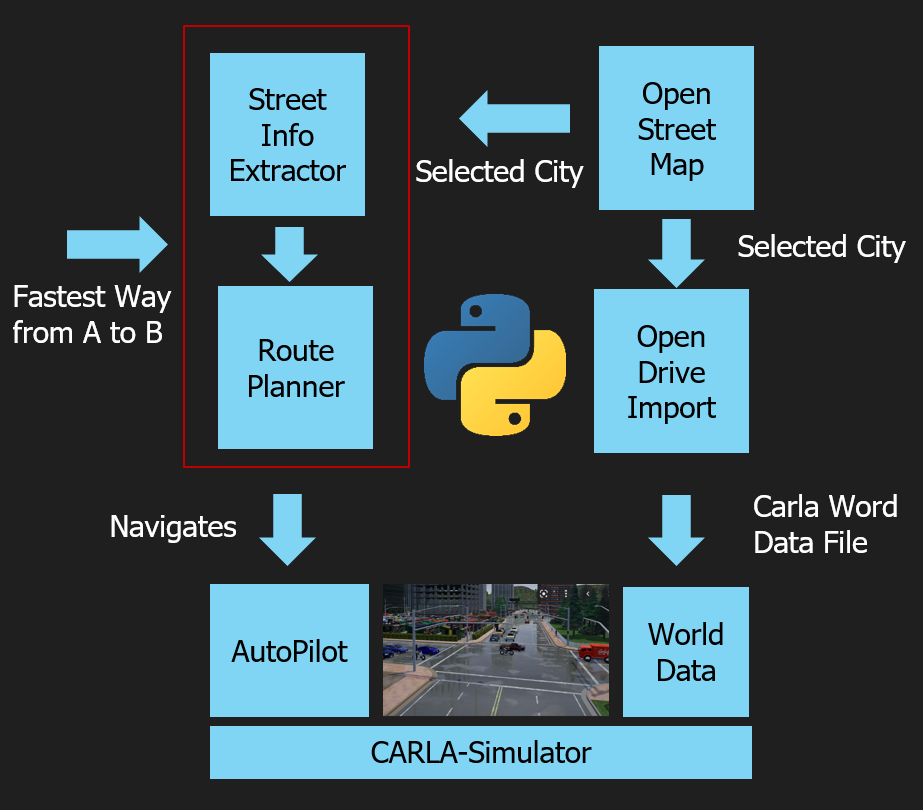 Street
Info
Extractor
Open
Street
Map
Selected City
Selected City
Fastest Way
from A to B
Route
Planner
Open
Drive
Import
Navigates
Carla Word
Data File
AutoPilot
World
Data
CARLA-Simulator